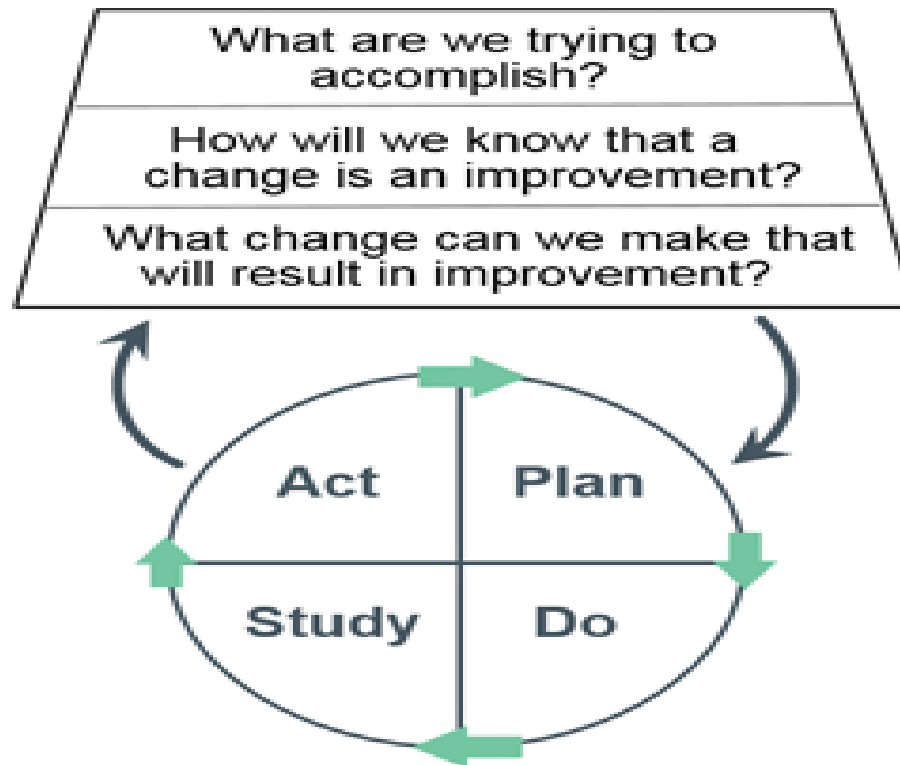 What are we trying to
accomplish?
How will we know that a
change is an improvement?
What change can we make that
will result in improvement?
Act
Plan
Study
Do